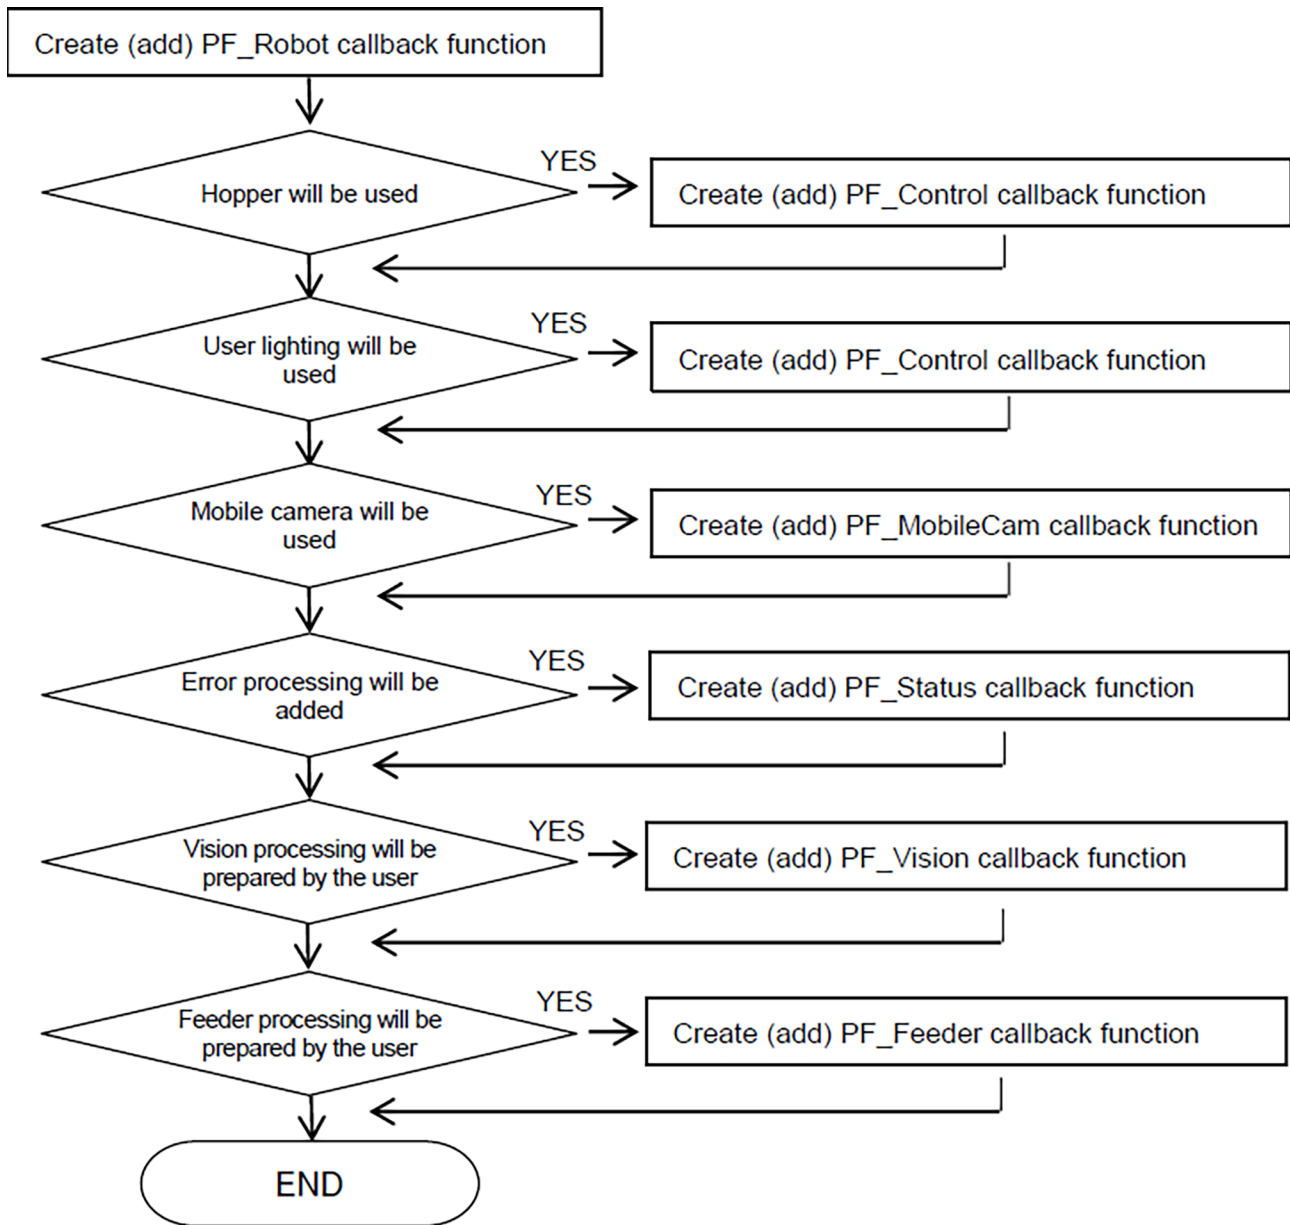 Create (add) PF_Robot callback function
YES
Hopper will be used
Create (add) PF_Control callback function
YES
User lighting will be
used
Create (add) PF_Control callback function
YES
Mobile camera will be
used
Create (add) PF_MobileCam callback function
YES
Error processing will be
added
Create (add) PF_Status callback function
YES
Vision processing will be
prepared by the user
Create (add) PF_Vision callback function
YES
Feeder processing will be
prepared by the user
Create (add) PF_Feeder callback function
END